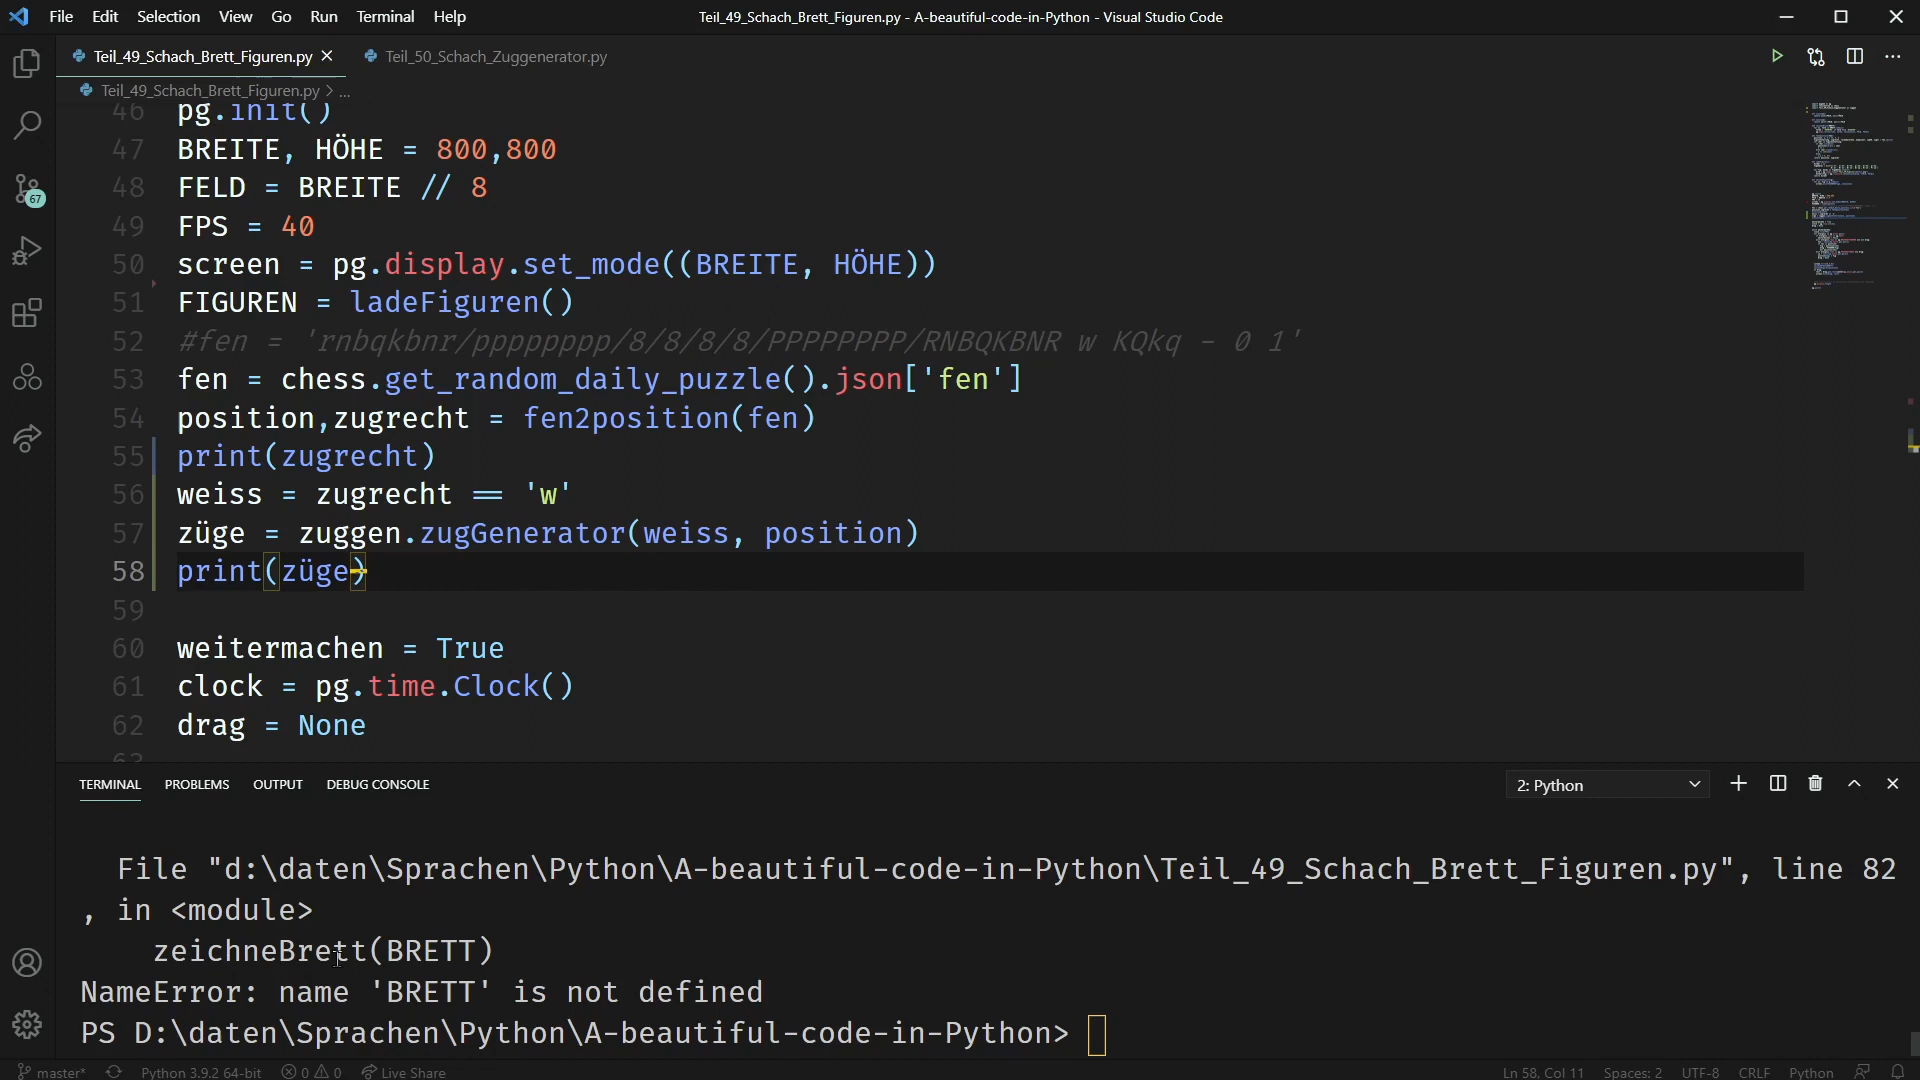 File Edit Selection View Go Run Terminal Help
Teil_49_Schach_Brett_Figuren.py - A-beautiful-code-in-Python - Visual Studio Code
Teil_49_Schach_Brett_Figuren.py
Teil_50_Schach_Zuggenerator.py
Teil_49_Schach_Brett_Figuren.py > ...
46 pg.init()
47 BREITE, HÖHE = 800,800
48 FELD = BREITE // 8
49 FPS = 40
50 screen = pg.display.set_mode((BREITE, HÖHE))
51 FIGUREN = ladeFiguren()
52 #fen = 'rnbqkbnr/pppppppp/8/8/8/8/PPPPPPPP/RNBQKBNR w KQkq - 0 1'
53 fen = chess.get_random_daily_puzzle().json['fen']
54 position,zugrecht = fen2position(fen)
55 print(zugrecht)
56 weiss = zugrecht == 'w'
57 züge = zuggen.zugGenerator(weiss, position)
58 print(züge)
59
60 weitermachen = True
61 clock = pg.time.Clock()
62 drag = None
63
67
TERMINAL PROBLEMS OUTPUT DEBUG CONSOLE
2: Python
File "d:\daten\Sprachen\Python\A-beautiful-code-in-Python\Teil_49_Schach_Brett_Figuren.py", line 82
, in <module>
zeichneBrett(BRETT)
NameError: name 'BRETT' is not defined
PS D:\daten\Sprachen\Python\A-beautiful-code-in-Python>
master* Python 3.9.2 64-bit 0 0 Live Share
Ln 58, Col 11 Spaces: 2 UTF-8 CRLF Python